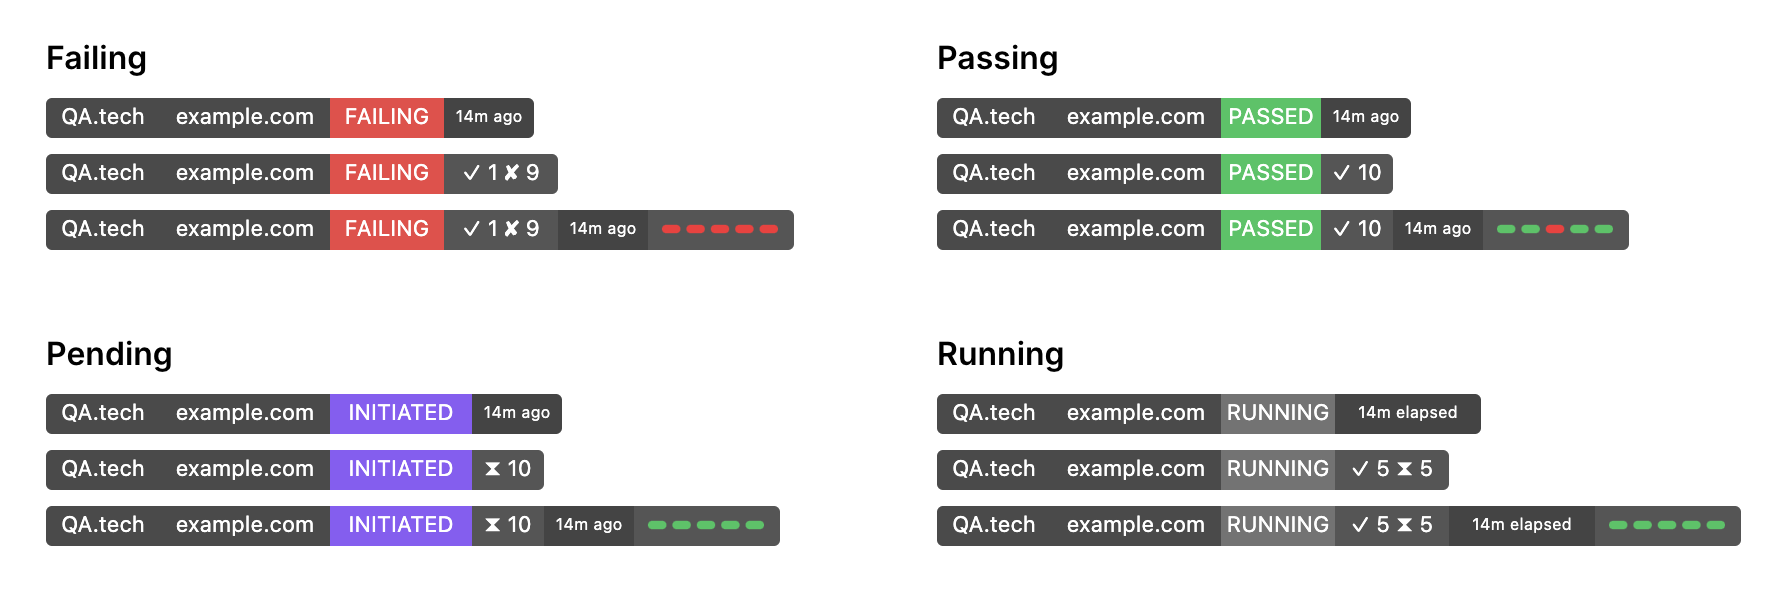 Failing
QA.tech example.com FAILING 14m ago
QA.tech example.com FAILING ✓ 1 ✘ 9
QA.tech example.com FAILING ✓ 1 ✘ 9 14m ago
Passing
QA.tech example.com PASSED 14m ago
QA.tech example.com PASSED ✓ 10
QA.tech example.com PASSED ✓ 10 14m ago
Pending
QA.tech example.com INITIATED 14m ago
QA.tech example.com INITIATED ⧗ 10
QA.tech example.com INITIATED ⧗ 10 14m ago
Running
QA.tech example.com RUNNING 14m elapsed
QA.tech example.com RUNNING ✓ 5 ⧗ 5
QA.tech example.com RUNNING ✓ 5 ⧗ 5 14m elapsed